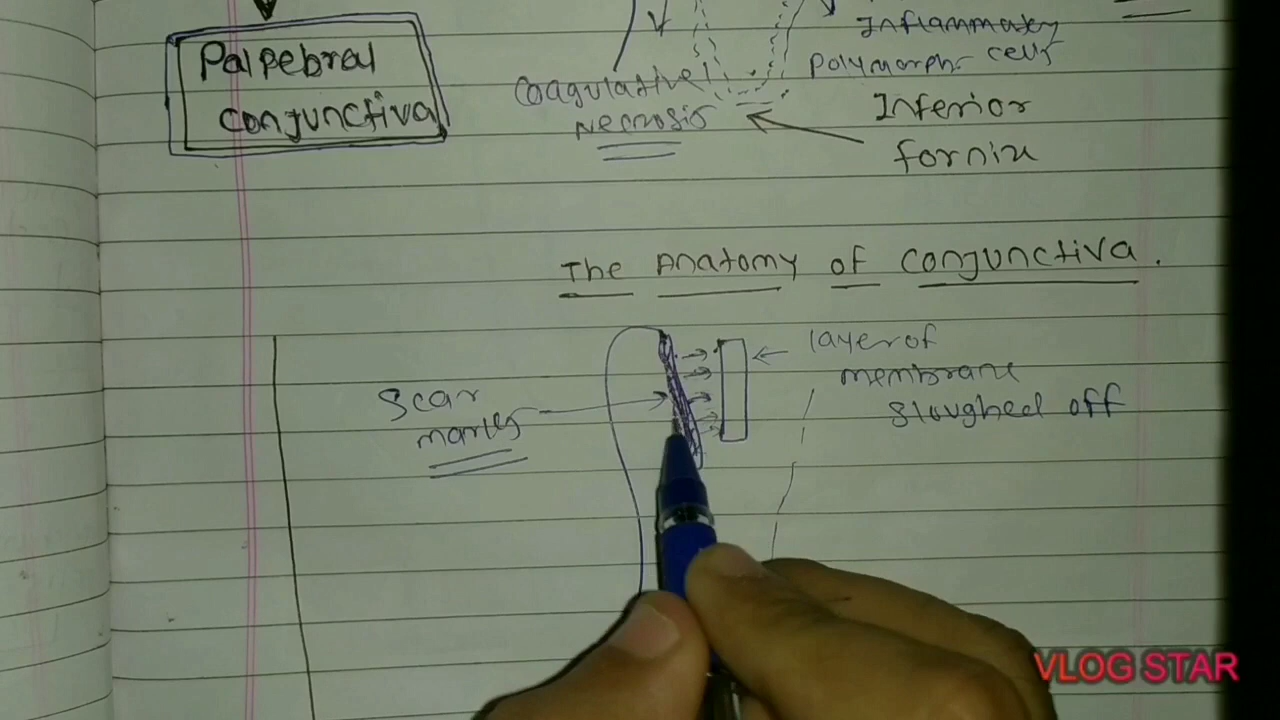 Palpebral
conjunctiva
Coagulative
Necrosis
Inflammatory
polymorph. cells
Inferior
fornix
The Anatomy of Conjunctiva.
Scar
marks
layer of
membrane
sloughed off
VLOG STAR